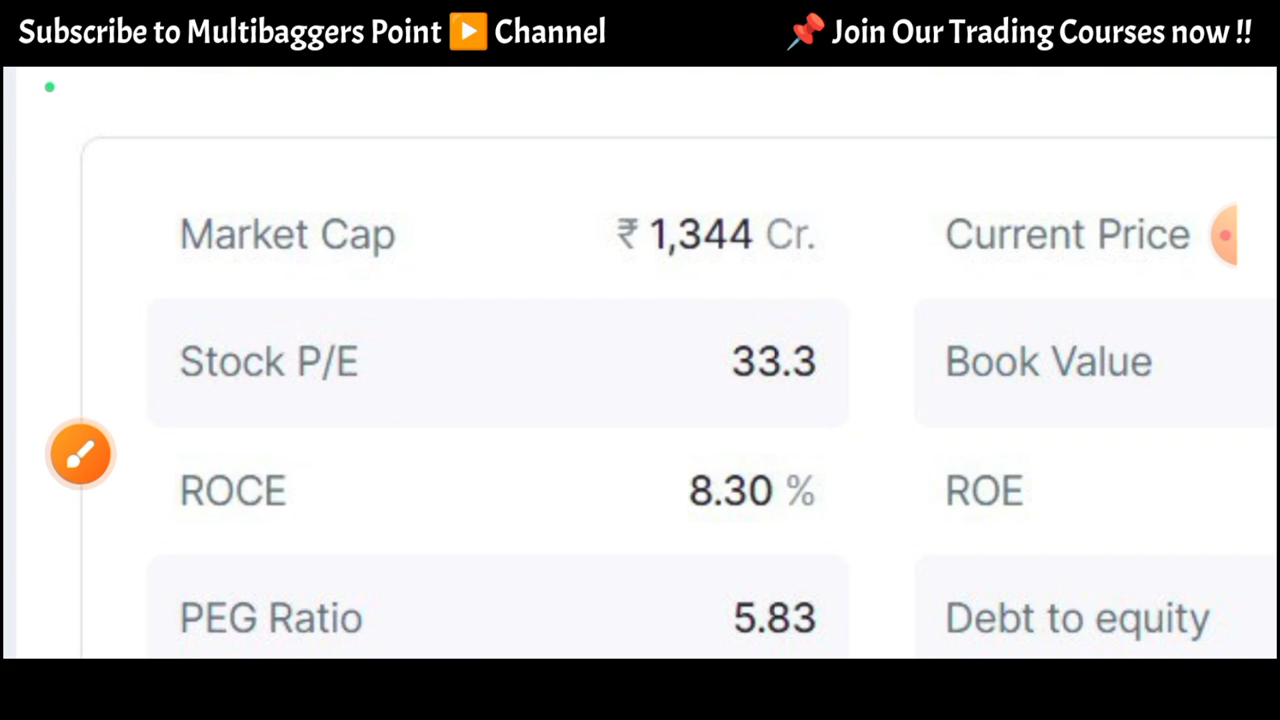 Subscribe to Multibaggers Point ▶️ Channel
📌 Join Our Trading Courses now !!
Market Cap ₹ 1,344 Cr. Current Price
Stock P/E 33.3 Book Value
ROCE 8.30 % ROE
PEG Ratio 5.83 Debt to equity